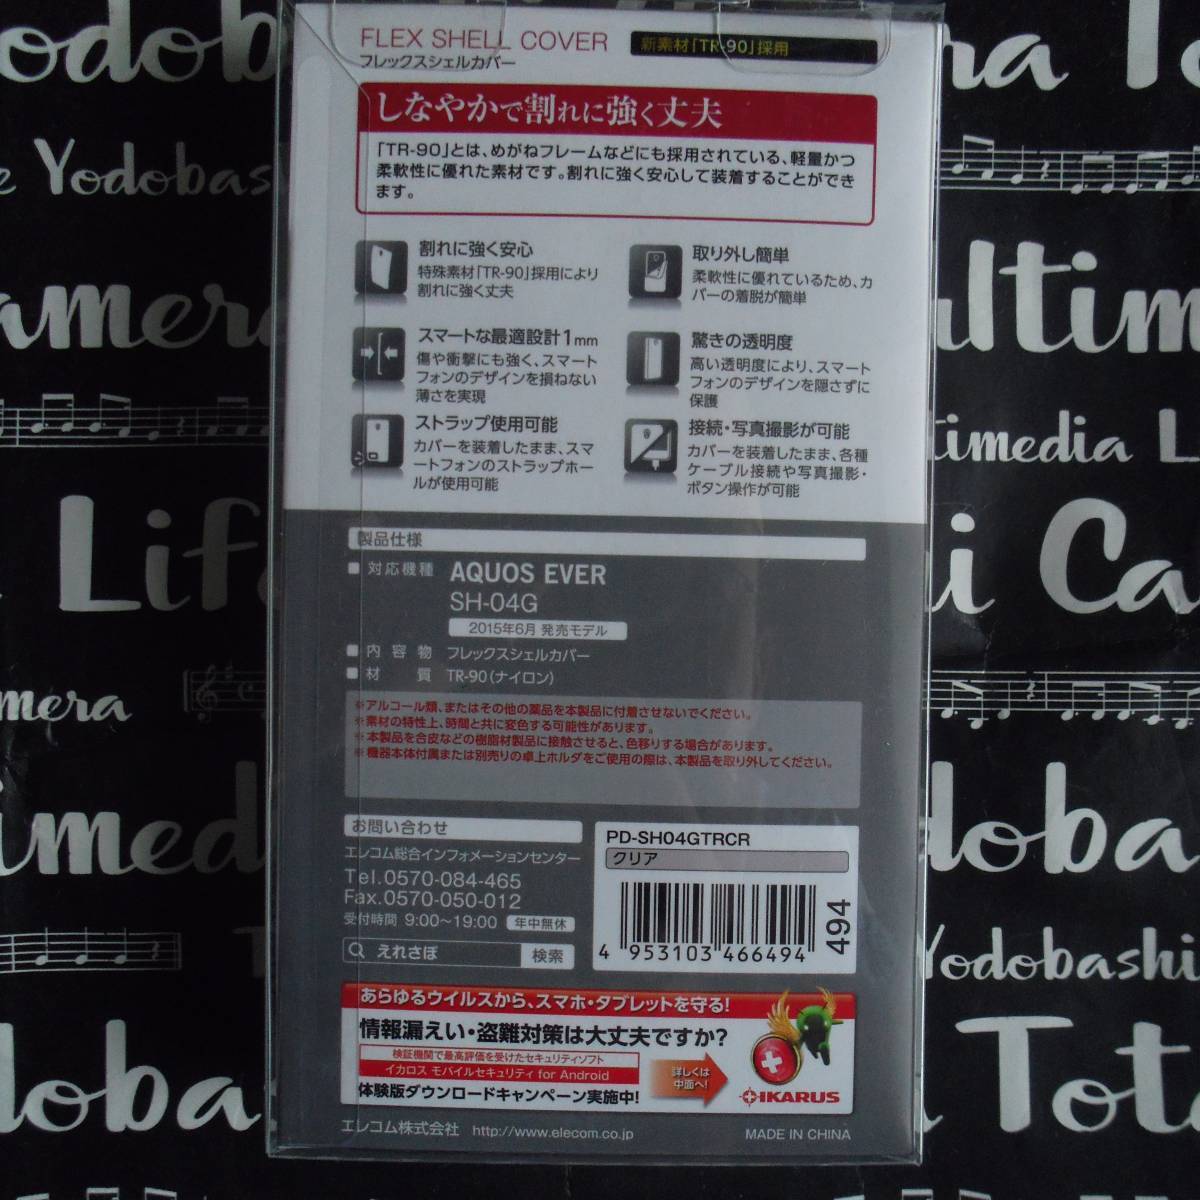 FLEX SHELL COVER
フレックスシェルカバー
新素材「TR-90」採用
しなやかで割れに強く丈夫
「TR-90」とは、めがねフレームなどにも採用されている、軽量かつ
柔軟性に優れた素材です。割れに強く安心して装着することができ
ます。
割れに強く安心
特殊素材「TR-90」採用により
割れに強く丈夫
取り外し簡単
柔軟性に優れているため、カ
バーの着脱が簡単
スマートな最適設計1mm
傷や衝撃にも強く、スマート
フォンのデザインを損ねない
薄さを実現
驚きの透明度
高い透明度により、スマート
フォンのデザインを隠さずに
保護
ストラップ使用可能
カバーを装着したまま、スマ
ートフォンのストラップホー
ルが使用可能
接続・写真撮影が可能
カバーを装着したまま、各種
ケーブル接続や写真撮影・
ボタン操作が可能
製品仕様
■対応機種 AQUOS EVER
SH-04G
2015年6月 発売モデル
■内容物 フレックスシェルカバー
■材質 TR-90(ナイロン)
※アルコール類、またはその他の薬品を本製品に付着させないでください。
※素材の特性上、時間と共に変色する可能性があります。
※本製品を合皮などの樹脂材製品に接触させると、色移りする場合があります。
※機器本体付属または別売りの卓上ホルダをご使用の際は、本製品を取り外してください。
お問い合わせ
エレコム総合インフォメーションセンター
Tel.0570-084-465
Fax.0570-050-012
受付時間 9:00〜19:00 年中無休
えれさぽ 検索
PD-SH04GTRCR
クリア
4 953103 466494
494
あらゆるウイルスから、スマホ・タブレットを守る!
情報漏えい・盗難対策は大丈夫ですか?
検証機関で最高評価を受けたセキュリティソフト
イカロス モバイルセキュリティ for Android
体験版ダウンロードキャンペーン実施中!
詳しくは
中面へ!
IKARUS
エレコム株式会社 http://www.elecom.co.jp
MADE IN CHINA
odob
ra To
e Yodobas
amera
ultim
timedia L
Lif
i Ca
mera
imedia
odoba
Yodobashi
doba
Tota